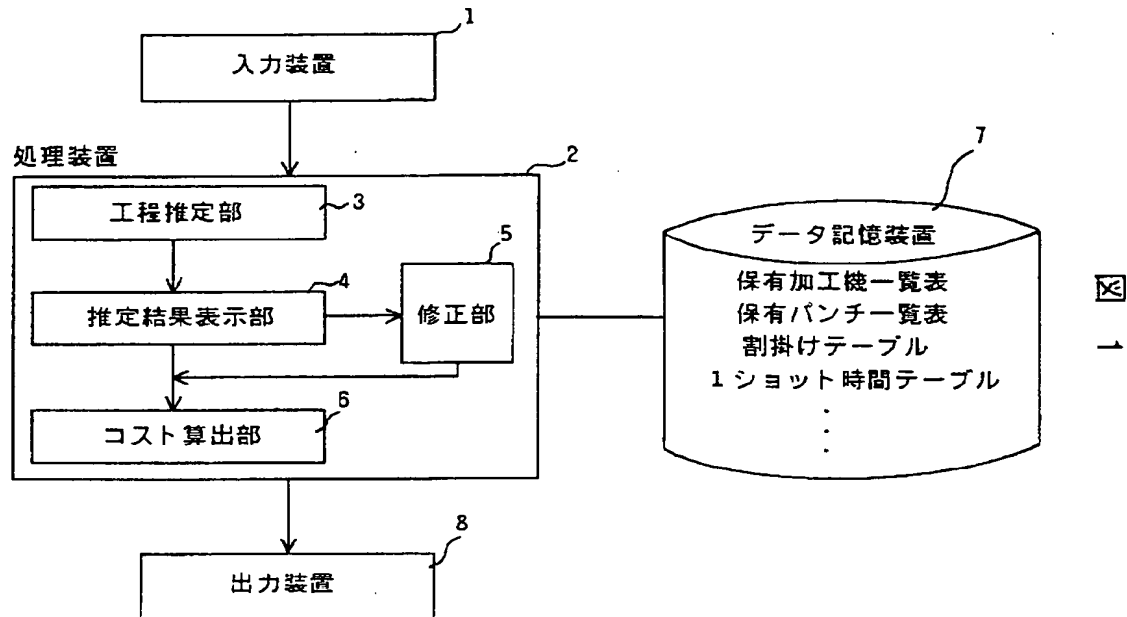 1
入力装置
処理装置
2
工程推定部
3
推定結果表示部
4
5
修正部
コスト算出部
6
7
データ記憶装置
保有加工機一覧表
保有パンチ一覧表
割掛けテーブル
1ショット時間テーブル
・
・
・
8
出力装置
図1